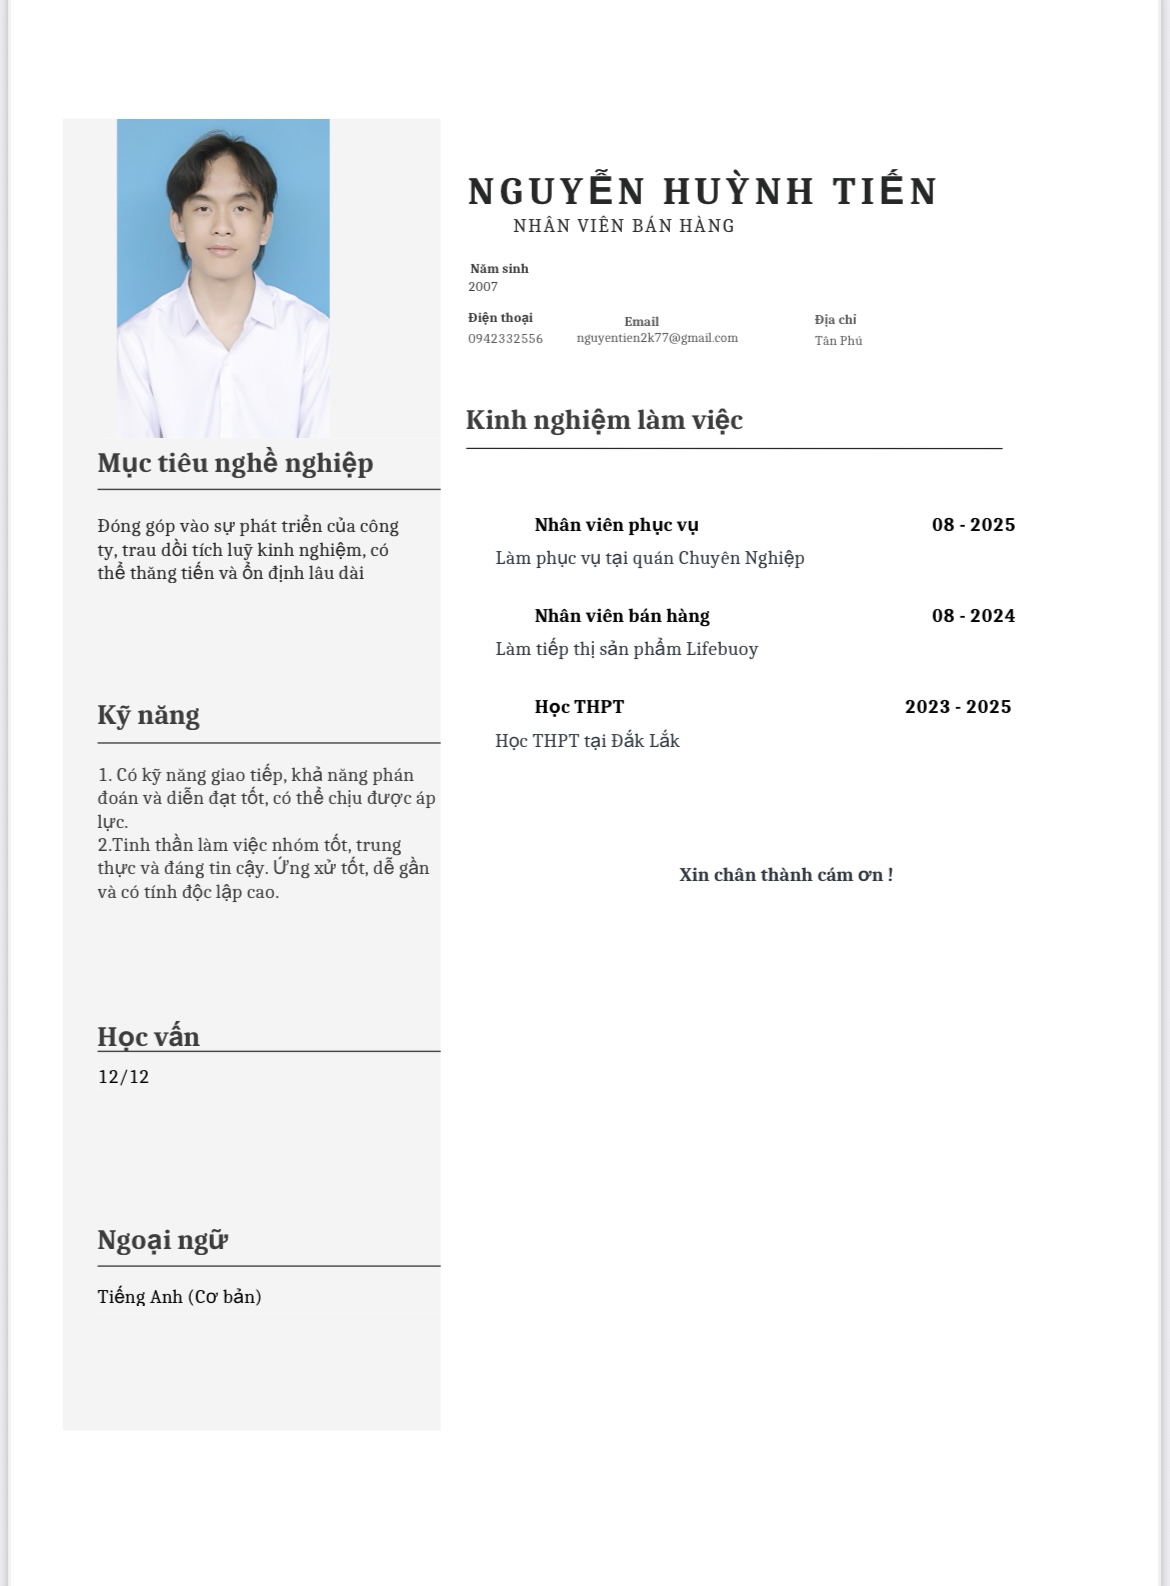 NGUYỄN HUỲNH TIẾN
NHÂN VIÊN BÁN HÀNG
Năm sinh
2007
Điện thoại
0942332556
Email
nguyentien2k77@gmail.com
Địa chỉ
Tân Phú
Mục tiêu nghề nghiệp
Đóng góp vào sự phát triển của công
ty, trau dồi tích luỹ kinh nghiệm, có
thể thăng tiến và ổn định lâu dài
Kỹ năng
1. Có kỹ năng giao tiếp, khả năng phán
đoán và diễn đạt tốt, có thể chịu được áp
lực.
2.Tinh thần làm việc nhóm tốt, trung
thực và đáng tin cậy. Ứng xử tốt, dễ gần
và có tính độc lập cao.
Học vấn
12/12
Ngoại ngữ
Tiếng Anh (Cơ bản)
Kinh nghiệm làm việc
Nhân viên phục vụ 08 - 2025
Làm phục vụ tại quán Chuyên Nghiệp
Nhân viên bán hàng 08 - 2024
Làm tiếp thị sản phẩm Lifebuoy
Học THPT 2023 - 2025
Học THPT tại Đắk Lắk
Xin chân thành cám ơn !